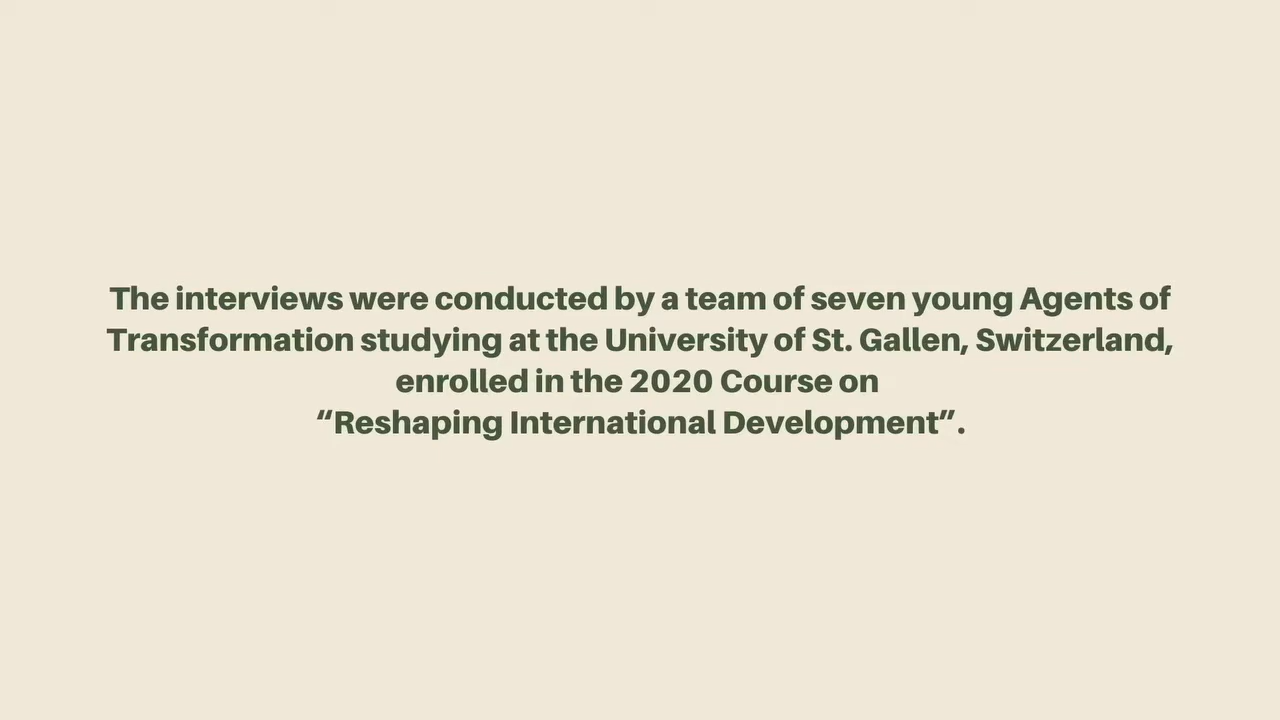 The interviews were conducted by a team of seven young Agents of
Transformation studying at the University of St. Gallen, Switzerland,
enrolled in the 2020 Course on
“Reshaping International Development”.